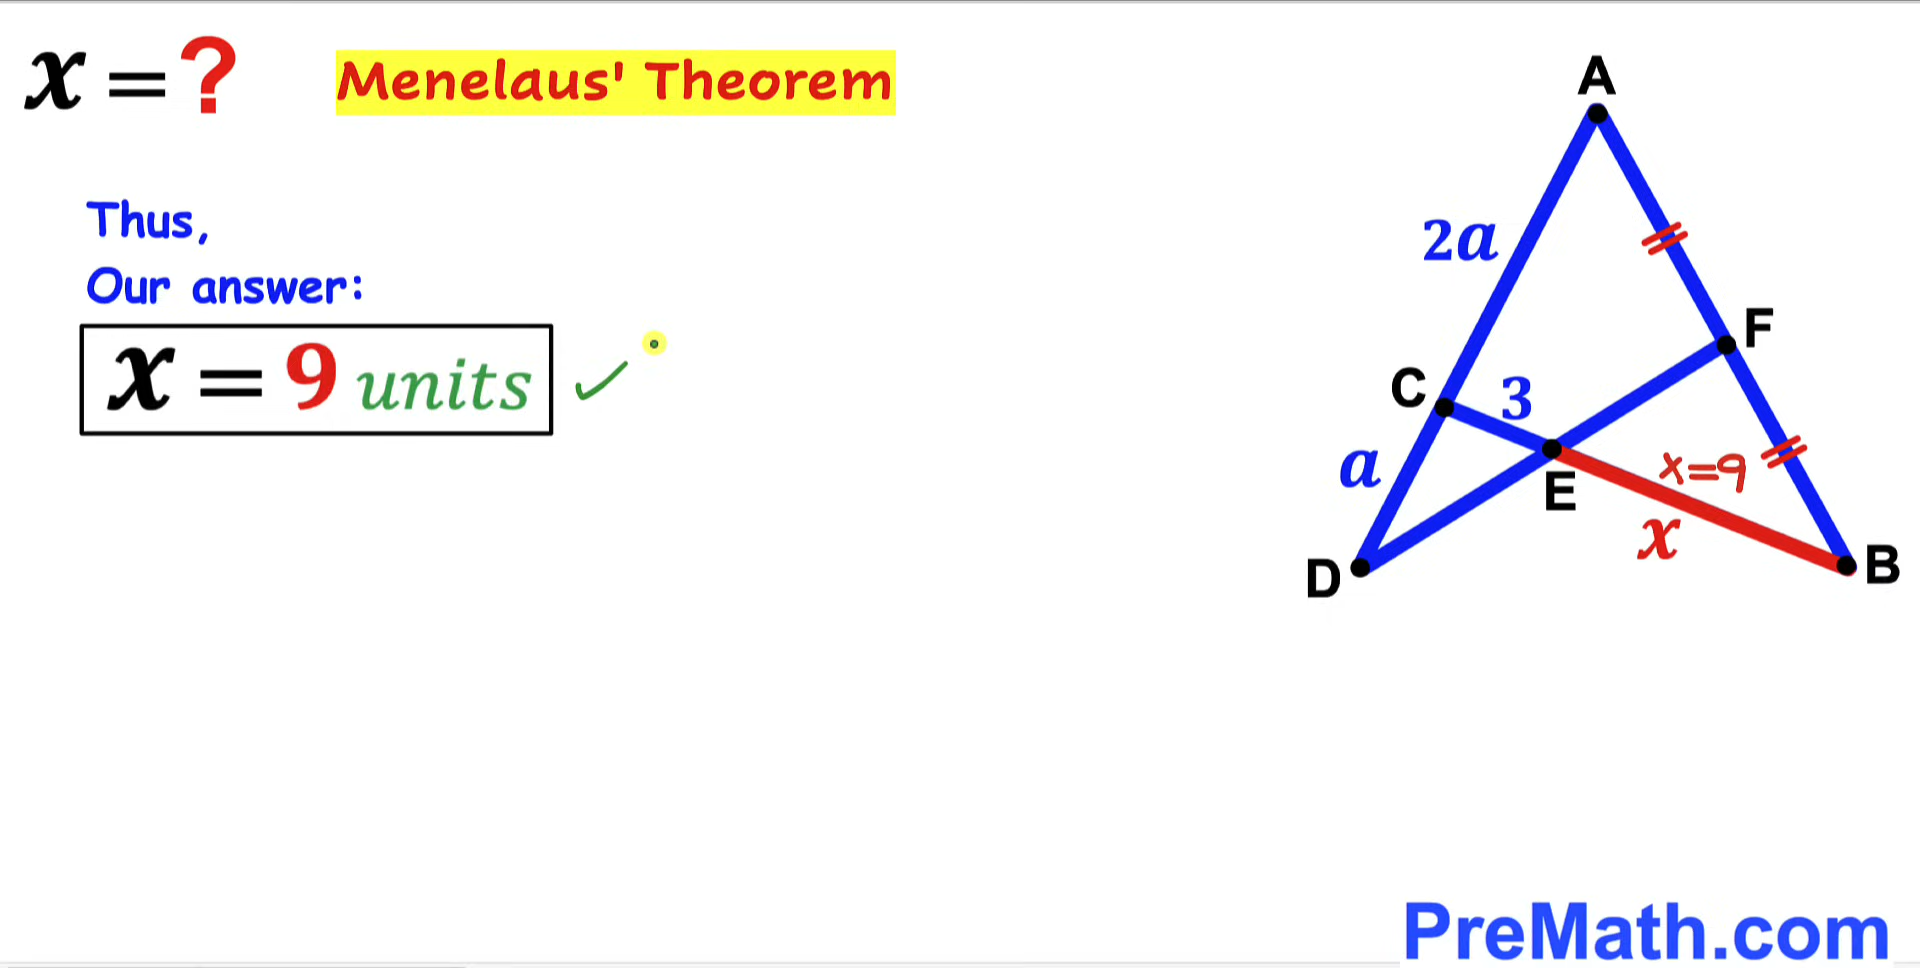 x = ?
Menelaus' Theorem
Thus,
Our answer:
x = 9 units
A
2a
F
C
3
a
E
x=9
x
D
B
PreMath.com